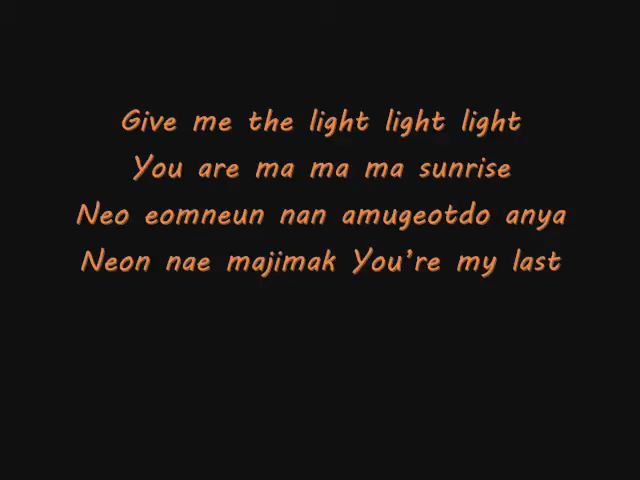 Give me the light light light
You are ma ma ma sunrise
Neo eomneun nan amugeotdo anya
Neon nae majimak You're my last